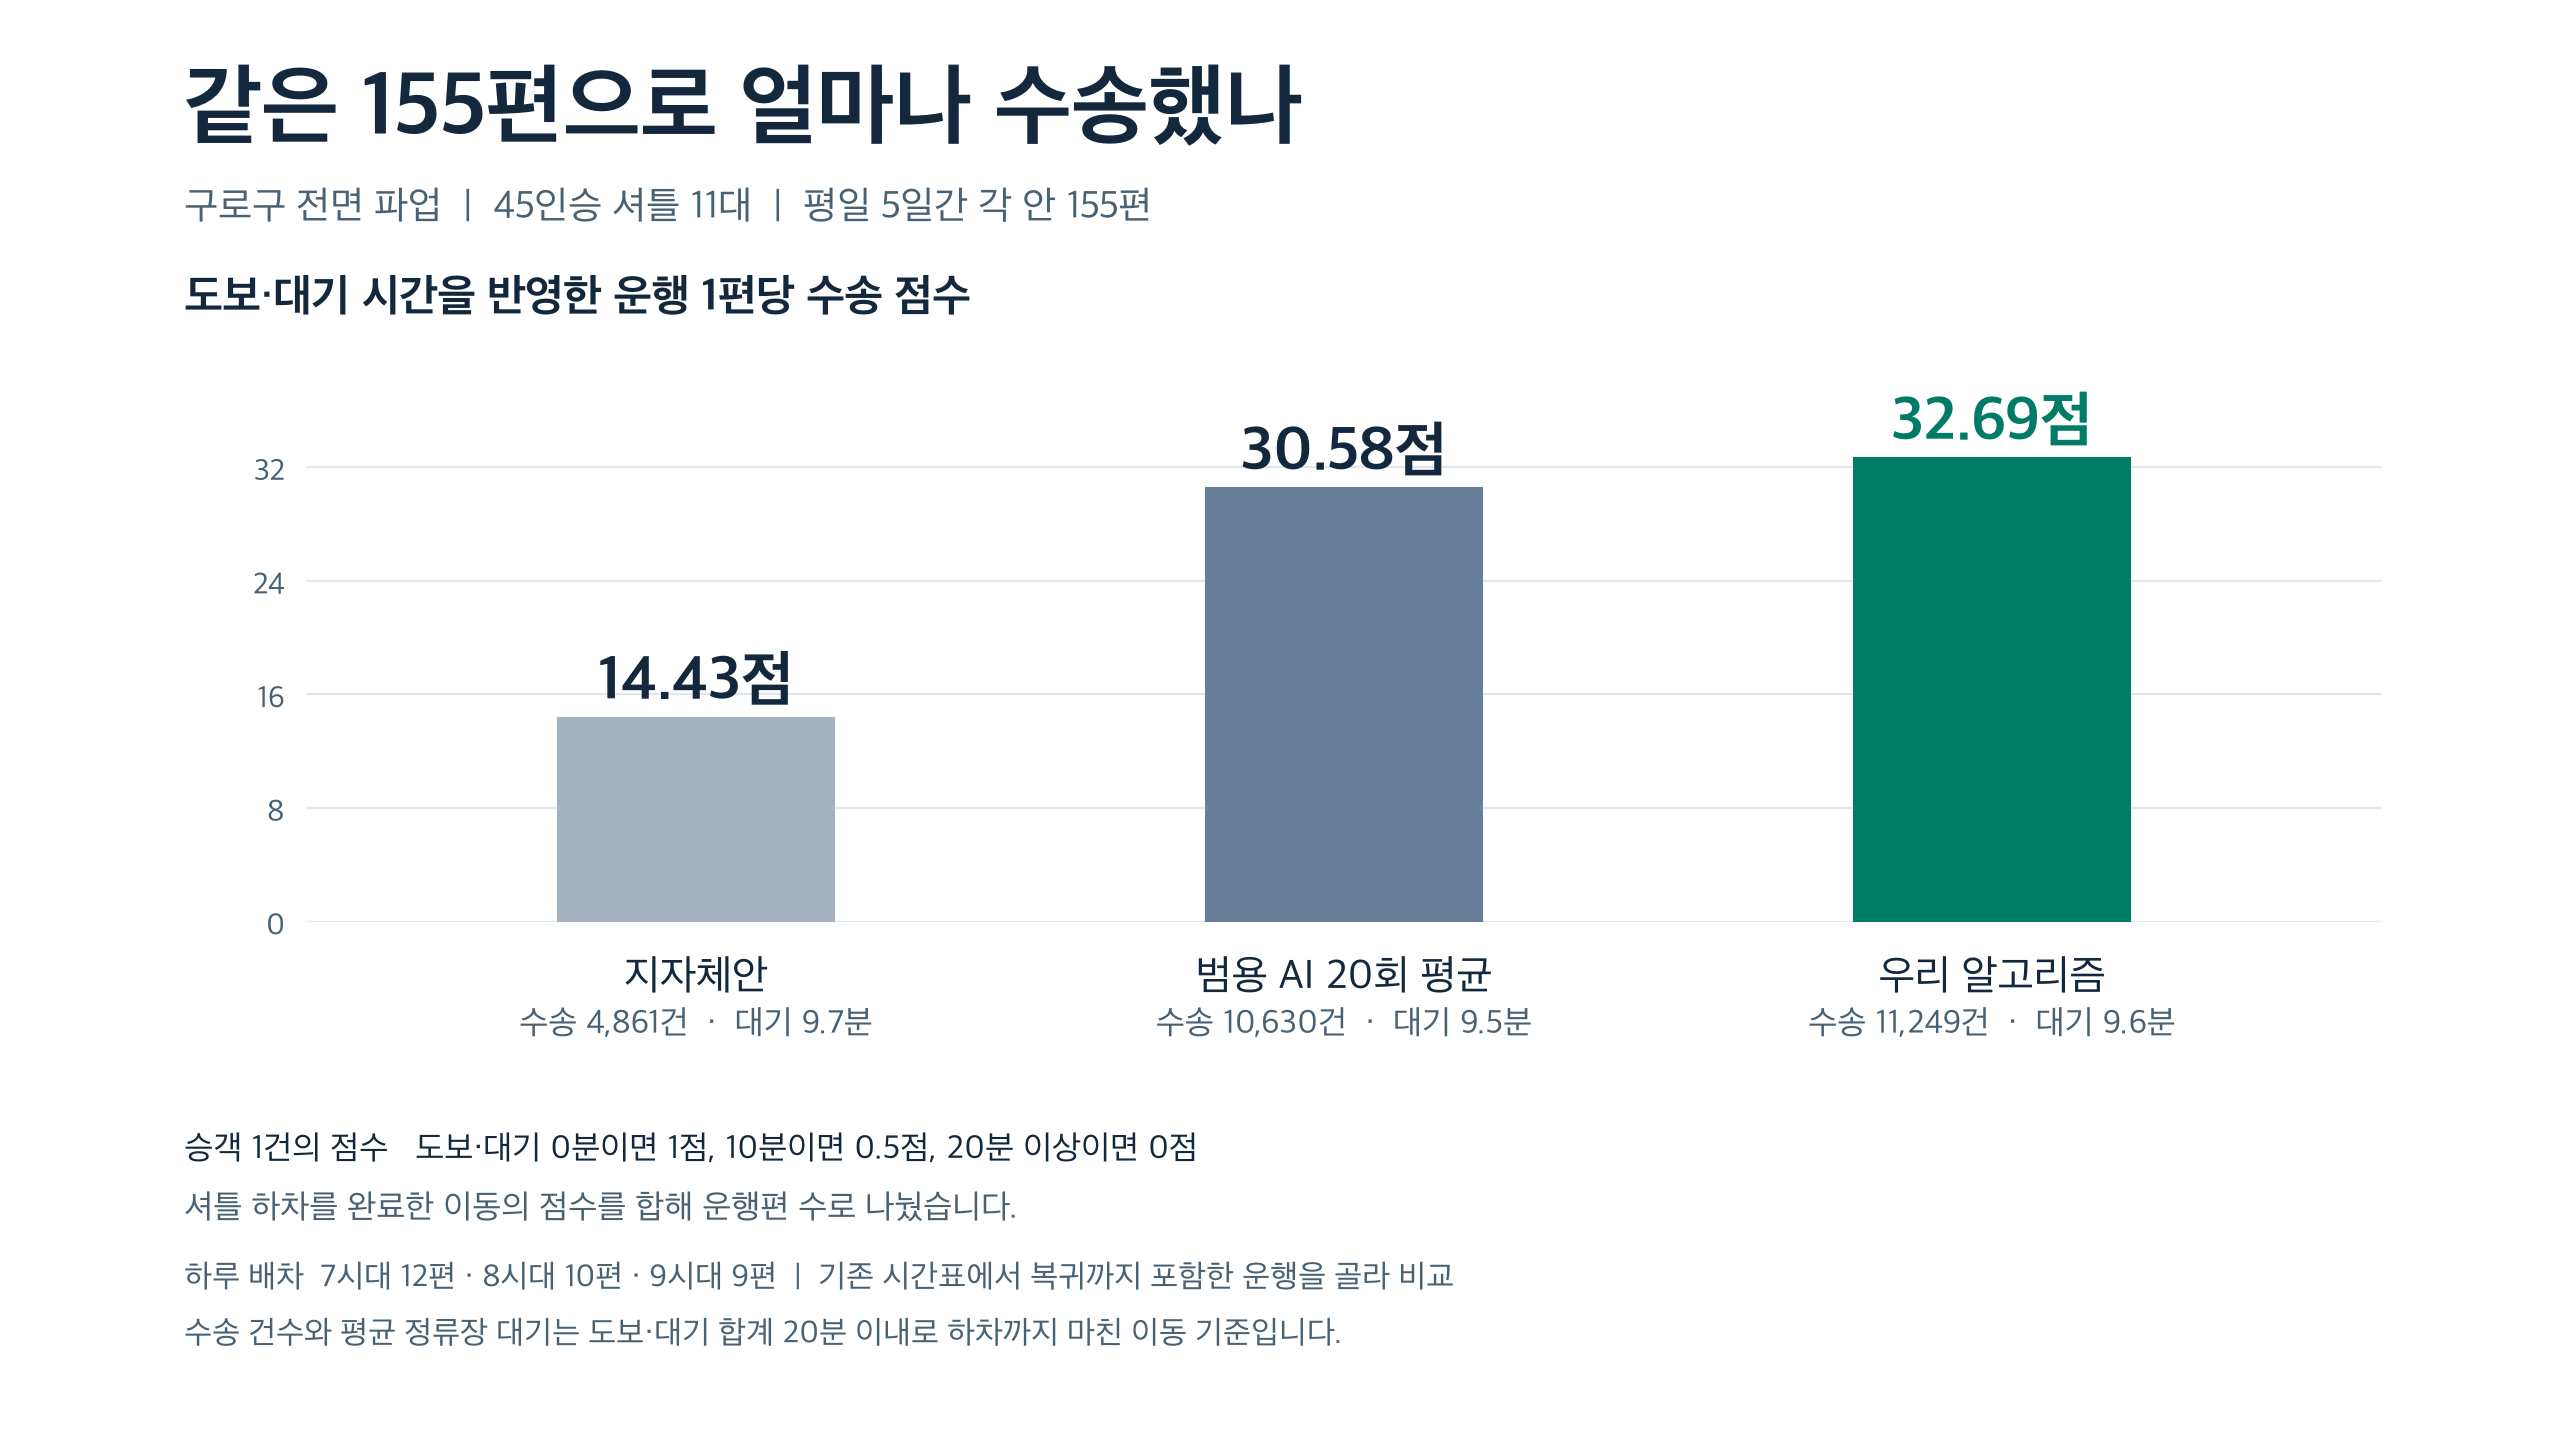 같은 155편으로 얼마나 수송했나
구로구 전면 파업 | 45인승 셔틀 11대 | 평일 5일간 각 안 155편
도보·대기 시간을 반영한 운행 1편당 수송 점수
32.69점
30.58점
32
24
14.43점
16
8
0
지자체안
범용 AI 20회 평균
우리 알고리즘
수송 4,861건 · 대기 9.7분
수송 10,630건 · 대기 9.5분
수송 11,249건 · 대기 9.6분
승객 1건의 점수 도보·대기 0분이면 1점, 10분이면 0.5점, 20분 이상이면 0점
셔틀 하차를 완료한 이동의 점수를 합해 운행편 수로 나눴습니다.
하루 배차 7시대 12편 · 8시대 10편 · 9시대 9편 | 기존 시간표에서 복귀까지 포함한 운행을 골라 비교
수송 건수와 평균 정류장 대기는 도보·대기 합계 20분 이내로 하차까지 마친 이동 기준입니다.